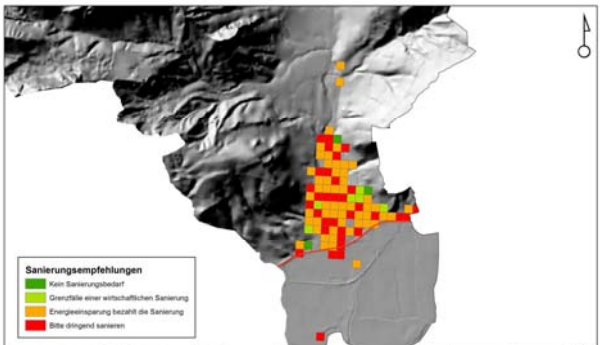 Sanierungsempfehlungen
Kein Sanierungsbedarf
Grenzfälle einer wirtschaftlichen Sanierung
Energieeinsparung bezahlt die Sanierung
Bitte dringend sanieren